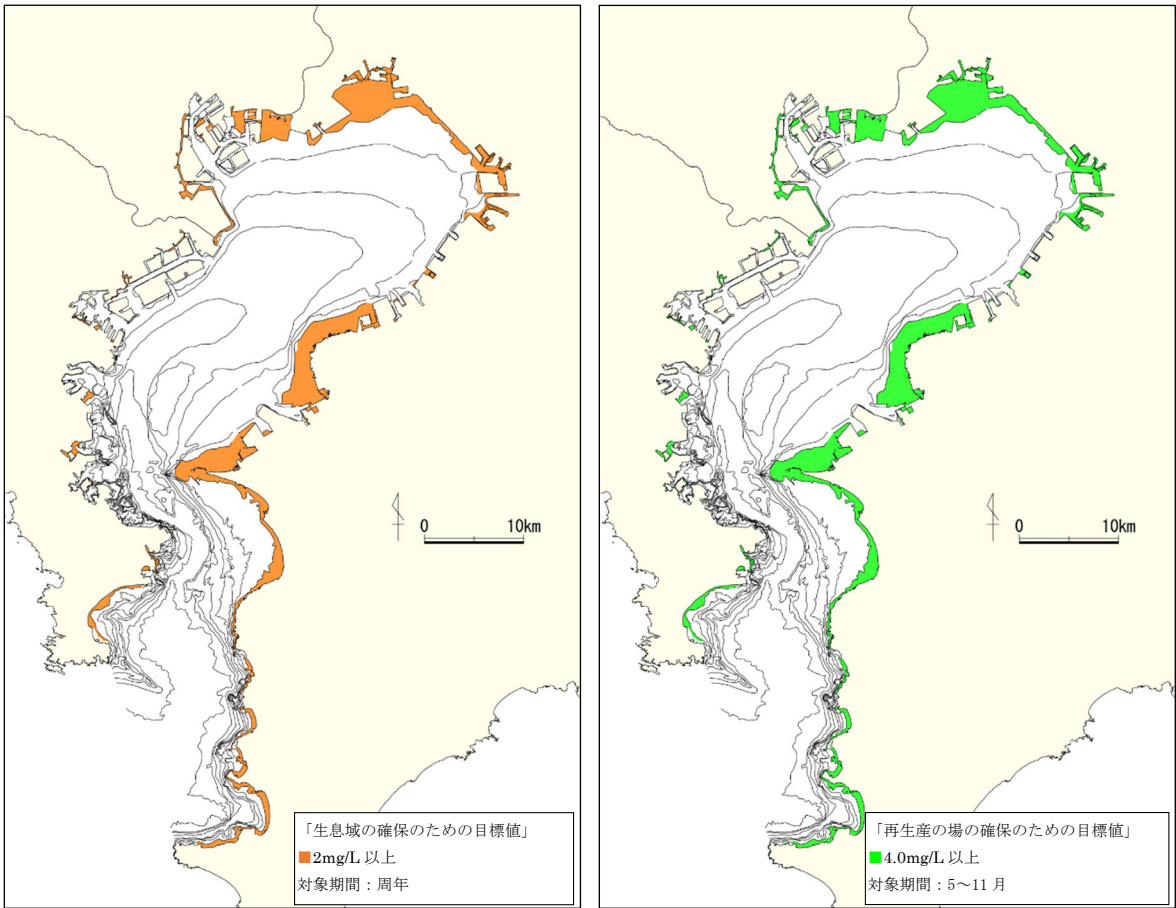 0 10km
「生息域の確保のための目標値」
■2mg/L 以上
対象期間：周年
0 10km
「再生産の場の確保のための目標値」
■4.0mg/L 以上
対象期間：5～11 月